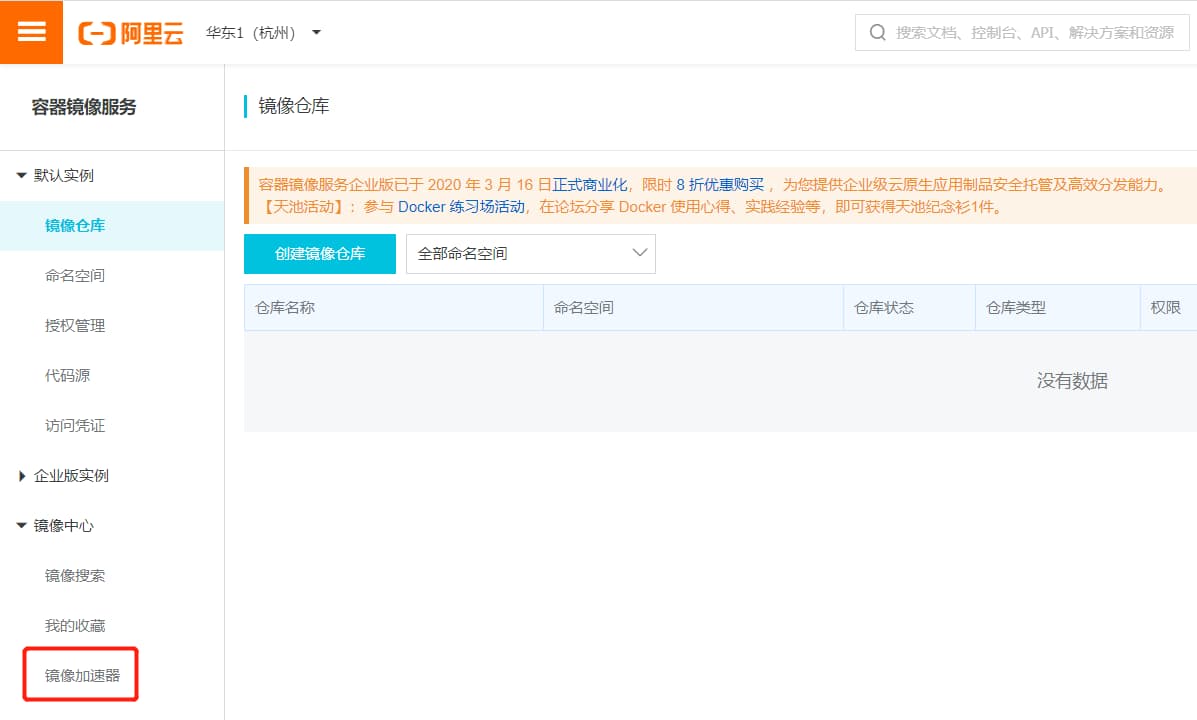 阿里云 华东1（杭州） 搜索文档、控制台、API、解决方案和资源
容器镜像服务
默认实例
镜像仓库
命名空间
授权管理
代码源
访问凭证
企业版实例
镜像中心
镜像搜索
我的收藏
镜像加速器
镜像仓库
容器镜像服务企业版已于 2020 年 3 月 16 日正式商业化，限时 8 折优惠购买 ，为您提供企业级云原生应用制品安全托管及高效分发能力。
【天池活动】：参与 Docker 练习场活动，在论坛分享 Docker 使用心得、实践经验等，即可获得天池纪念衫1件。
创建镜像仓库 全部命名空间
仓库名称 命名空间 仓库状态 仓库类型 权限
没有数据